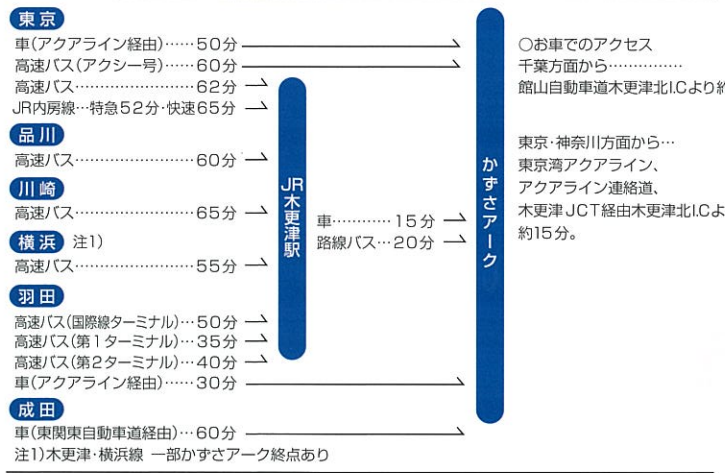 東京
車(アクアライン経由)……50分
高速バス(アクシー号)……60分
高速バス…………………62分
JR内房線…特急52分・快速65分
品川
高速バス…………………60分
川崎
高速バス…………………65分
横浜 注1)
高速バス…………………55分
羽田
高速バス(国際線ターミナル)…50分
高速バス(第1ターミナル)…35分
高速バス(第2ターミナル)…40分
車(アクアライン経由)……30分
成田
車(東関東自動車道経由)…60分
注1)木更津・横浜線 一部かずさアーク終点あり
JR木更津駅
車…………15分
路線バス…20分
かずさアーク
○お車でのアクセス
千葉方面から……………
館山自動車道木更津北I.Cより約
東京・神奈川方面から…
東京湾アクアライン、
アクアライン連絡道、
木更津JCT経由木更津北I.Cよ
約15分。